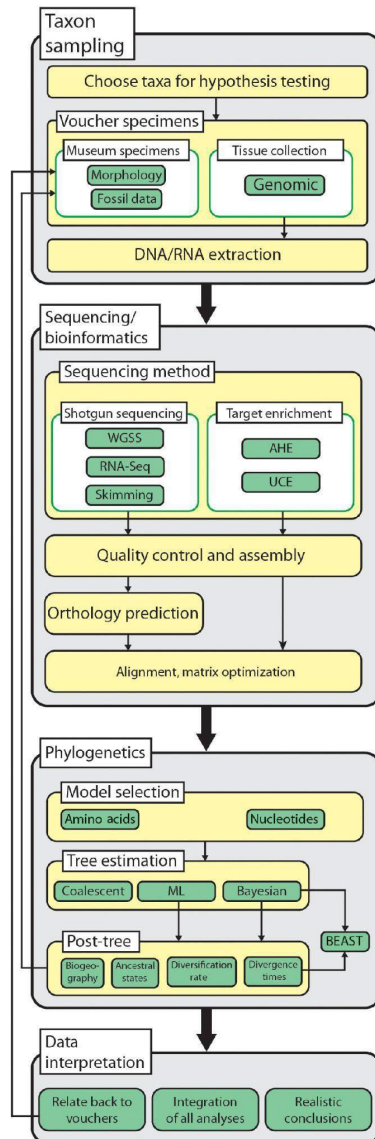 Taxon
sampling
Choose taxa for hypothesis testing
Voucher specimens
Museum specimens
Morphology
Fossil data
Tissue collection
Genomic
DNA/RNA extraction
Sequencing/
bioinformatics
Sequencing method
Shotgun sequencing
WGSS
RNA-Seq
Skimming
Target enrichment
AHE
UCE
Quality control and assembly
Orthology prediction
Alignment, matrix optimization
Phylogenetics
Model selection
Amino acids
Nucleotides
Tree estimation
Coalescent
ML
Bayesian
BEAST
Post-tree
Biogeo-
graphy
Ancestral
states
Diversification
rate
Divergence
times
Data
interpretation
Relate back to
vouchers
Integration
of all analyses
Realistic
conclusions